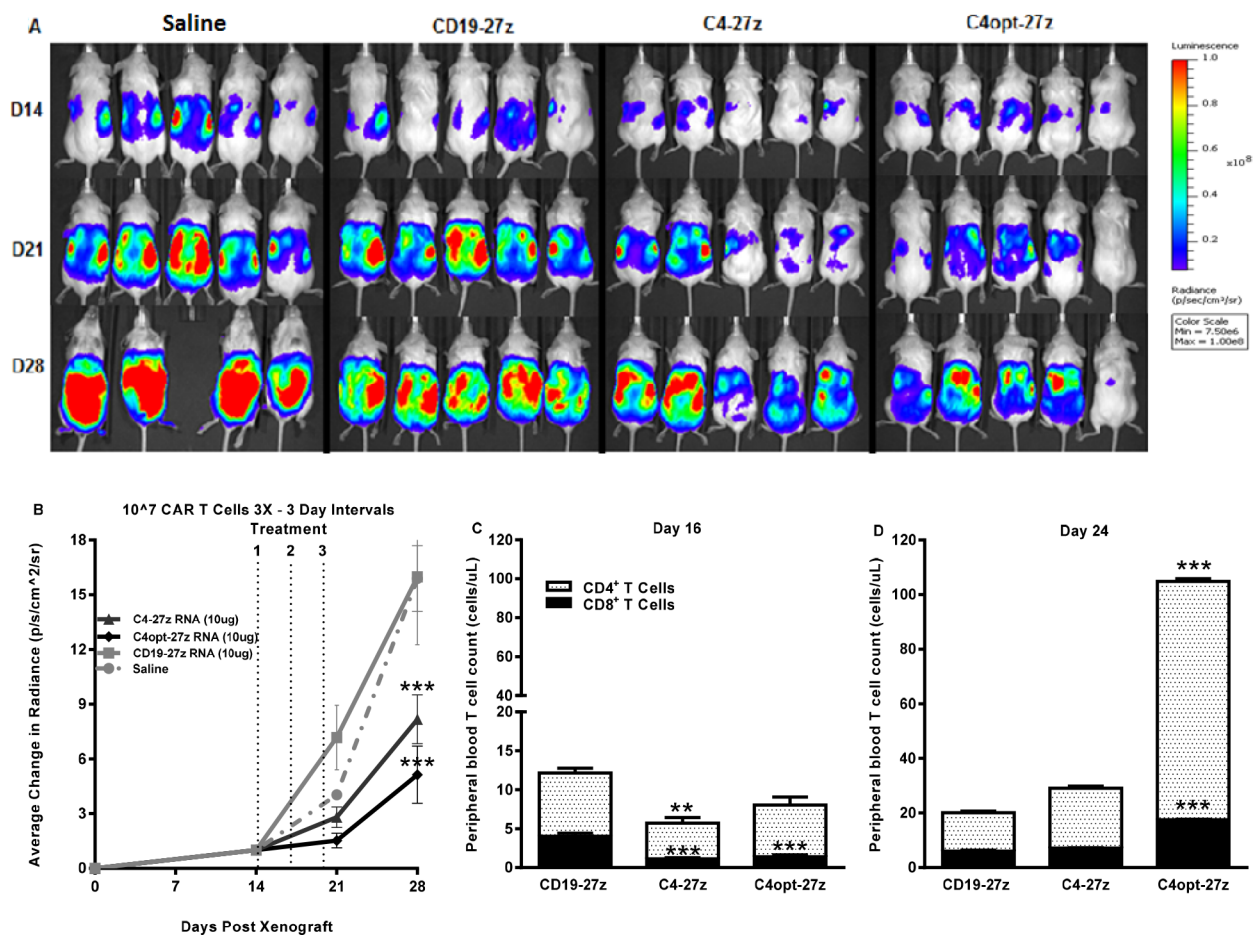 A
Saline
CD19-27z
C4-27z
C4opt-27z
D14
D21
D28
Luminescence
1.0
0.8
0.6
x10^8
0.4
0.2
Radiance
(p/sec/cm²/sr)
Color Scale
Min = 7.50e6
Max = 1.00e8
B
10^7 CAR T Cells 3X - 3 Day Intervals
Treatment
1 2 3
Average Change in Radiance (p/s/cm^2/sr)
18
15
12
9
6
3
0
C4-27z RNA (10ug)
C4opt-27z RNA (10ug)
CD19-27z RNA (10ug)
Saline
***
***
0 7 14 21 28
Days Post Xenograft
C
Day 16
Peripheral blood T cell count (cells/uL)
120
100
80
60
40
20
15
10
5
0
CD4⁺ T Cells
CD8⁺ T Cells
**
***
***
CD19-27z C4-27z C4opt-27z
D
Day 24
Peripheral blood T cell count (cells/uL)
120
100
80
60
40
20
0
***
***
CD19-27z C4-27z C4opt-27z